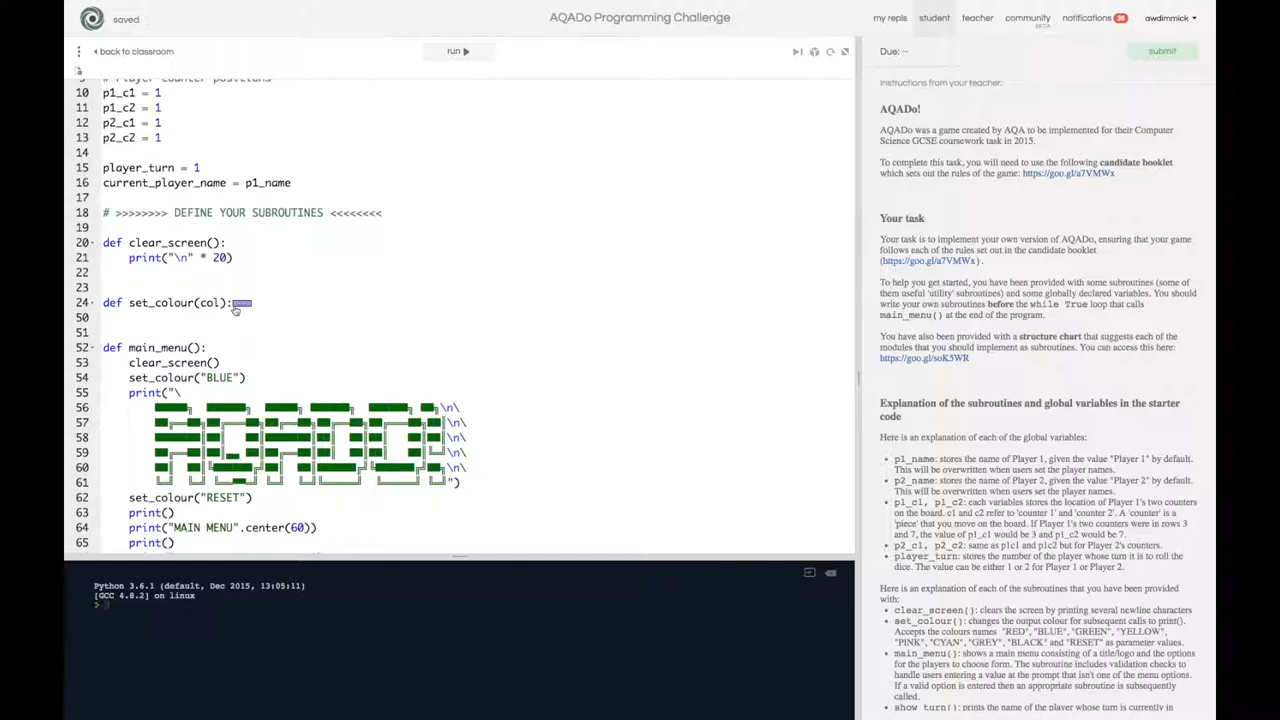 saved
AQADo Programming Challenge
my repls
student
teacher
community
BETA
notifications 36
awdimmick
back to classroom
run
Due: --
submit
# Player counter positions
10 p1_c1 = 1
11 p1_c2 = 1
12 p2_c1 = 1
13 p2_c2 = 1
14
15 player_turn = 1
16 current_player_name = p1_name
17
18 # >>>>>>>> DEFINE YOUR SUBROUTINES <<<<<<<<
19
20 def clear_screen():
21 print("\n" * 20)
22
23
24 def set_colour(col):
50
51
52 def main_menu():
53 clear_screen()
54 set_colour("BLUE")
55 print("\
56 \n\
57 \n\
58 \n\
59 \n\
60 \n\
61 ")
62 set_colour("RESET")
63 print()
64 print("MAIN MENU".center(60))
65 print()
Python 3.6.1 (default, Dec 2015, 13:05:11)
[GCC 4.8.2] on linux
Instructions from your teacher:
AQADo!
AQADo was a game created by AQA to be implemented for their Computer
Science GCSE coursework task in 2015.
To complete this task, you will need to use the following candidate booklet
which sets out the rules of the game: https://goo.gl/a7VMWx
Your task
Your task is to implement your own version of AQADo, ensuring that your game
follows each of the rules set out in the candidate booklet
(https://goo.gl/a7VMWx).
To help you get started, you have been provided with some subroutines (some of
them useful 'utility' subroutines) and some globally declared variables. You should
write your own subroutines before the while True loop that calls
main_menu() at the end of the program.
You have also been provided with a structure chart that suggests each of the
modules that you should implement as subroutines. You can access this here:
https://goo.gl/soK5WR
Explanation of the subroutines and global variables in the starter
code
Here is an explanation of each of the global variables:
p1_name: stores the name of Player 1, given the value "Player 1" by default.
This will be overwritten when users set the player names.
p2_name: stores the name of Player 2, given the value "Player 2" by default.
This will be overwritten when users set the player names.
p1_c1, p1_c2: each variables stores the location of Player 1's two counters
on the board. c1 and c2 refer to 'counter 1' and 'counter 2'. A 'counter' is a
'piece' that you move on the board. If Player 1's two counters were in rows 3
and 7, the value of p1_c1 would be 3 and p1_c2 would be 7.
p2_c1, p2_c2: same as p1c1 and p1c2 but for Player 2's counters.
player_turn: stores the number of the player whose turn it is to roll the
dice. The value can be either 1 or 2 for Player 1 or Player 2.
Here is an explanation of each of the subroutines that you have been provided
with:
clear_screen(): clears the screen by printing several newline characters
set_colour(): changes the output colour for subsequent calls to print().
Accepts the colours names "RED", "BLUE", "GREEN", "YELLOW",
"PINK", "CYAN", "GREY", "BLACK" and "RESET" as parameter values.
main_menu(): shows a main menu consisting of a title/logo and the options
for the players to choose form. The subroutine includes validation checks to
handle users entering a value at the prompt that isn't one of the menu options.
If a valid option is entered then an appropriate subroutine is subsequently
called.
show_turn(): prints the name of the player whose turn is currently in